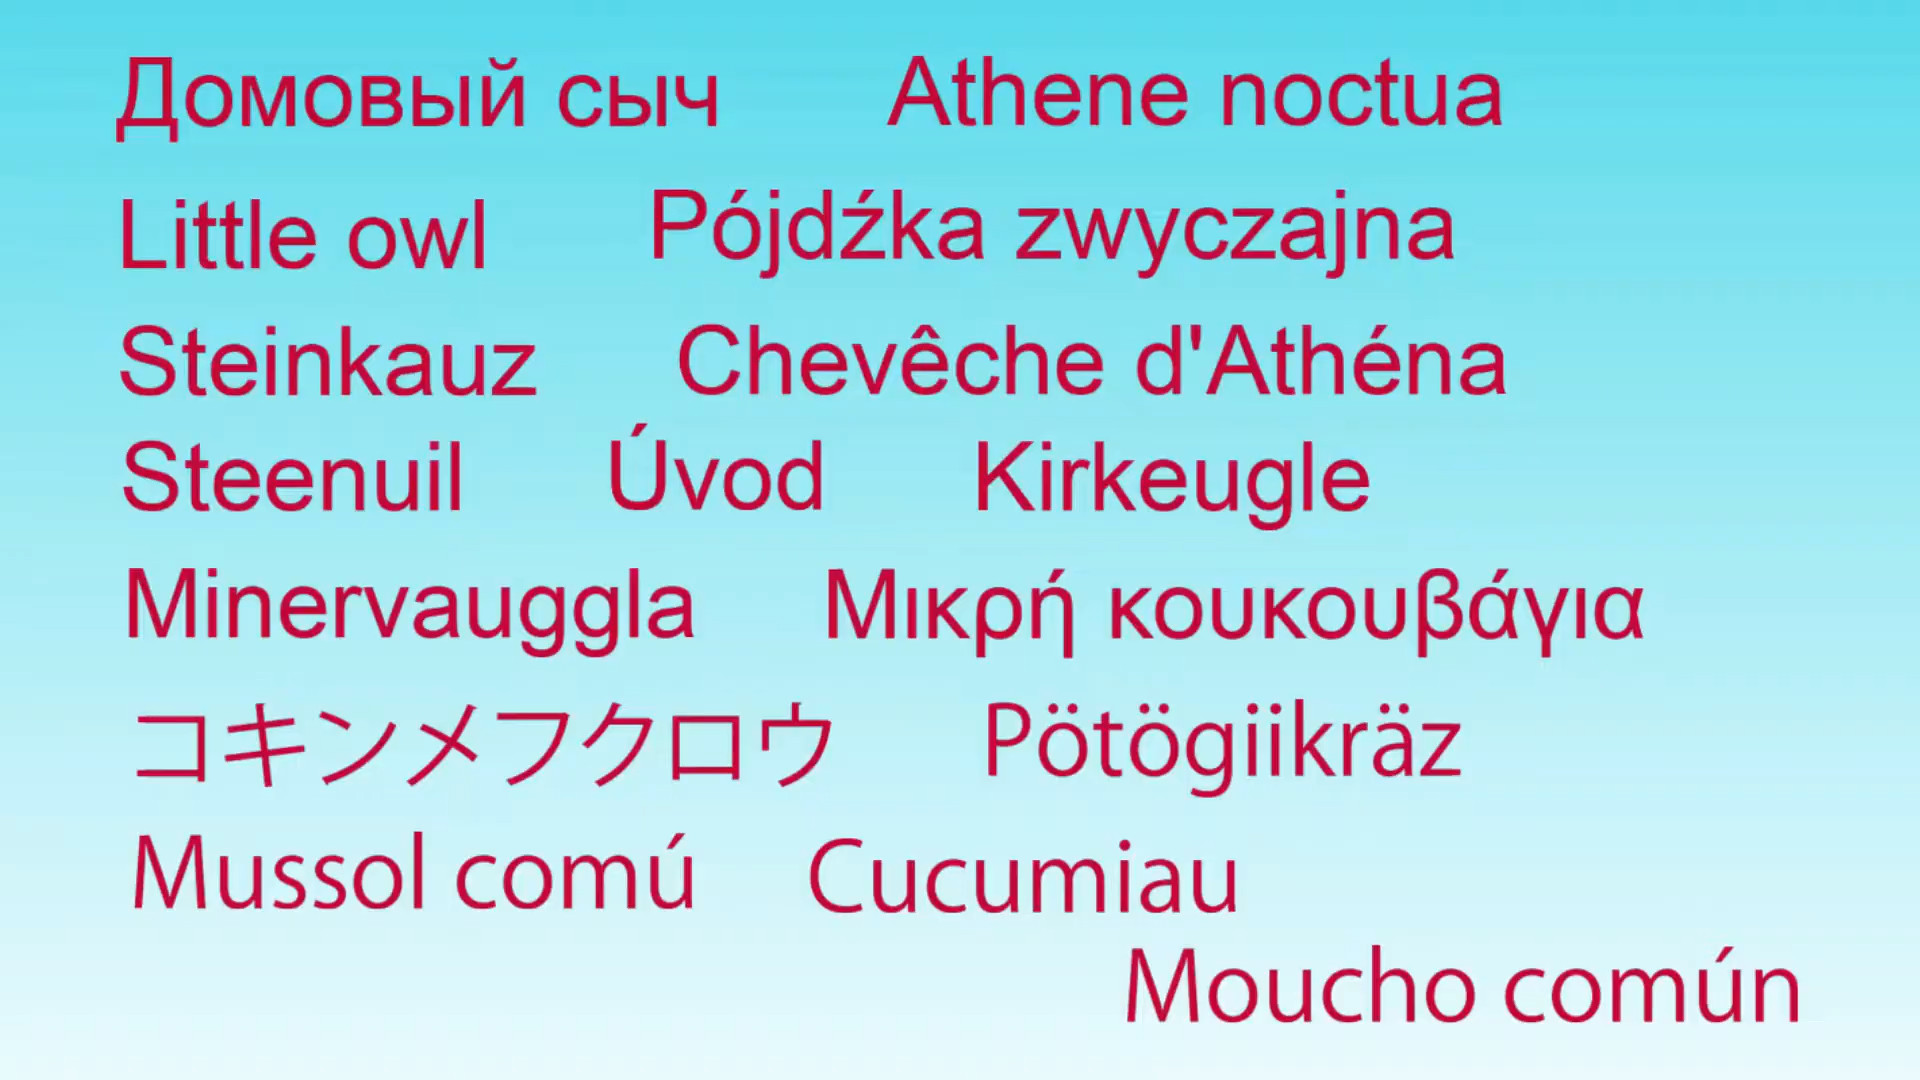 Домовый сыч Athene noctua
Little owl Pójdźka zwyczajna
Steinkauz Chevêche d'Athéna
Steenuil Úvod Kirkeugle
Minervauggla Μικρή κουκουβάγια
コキンメフクロウ Pötögiikräz
Mussol comú Cucumiau
Moucho común